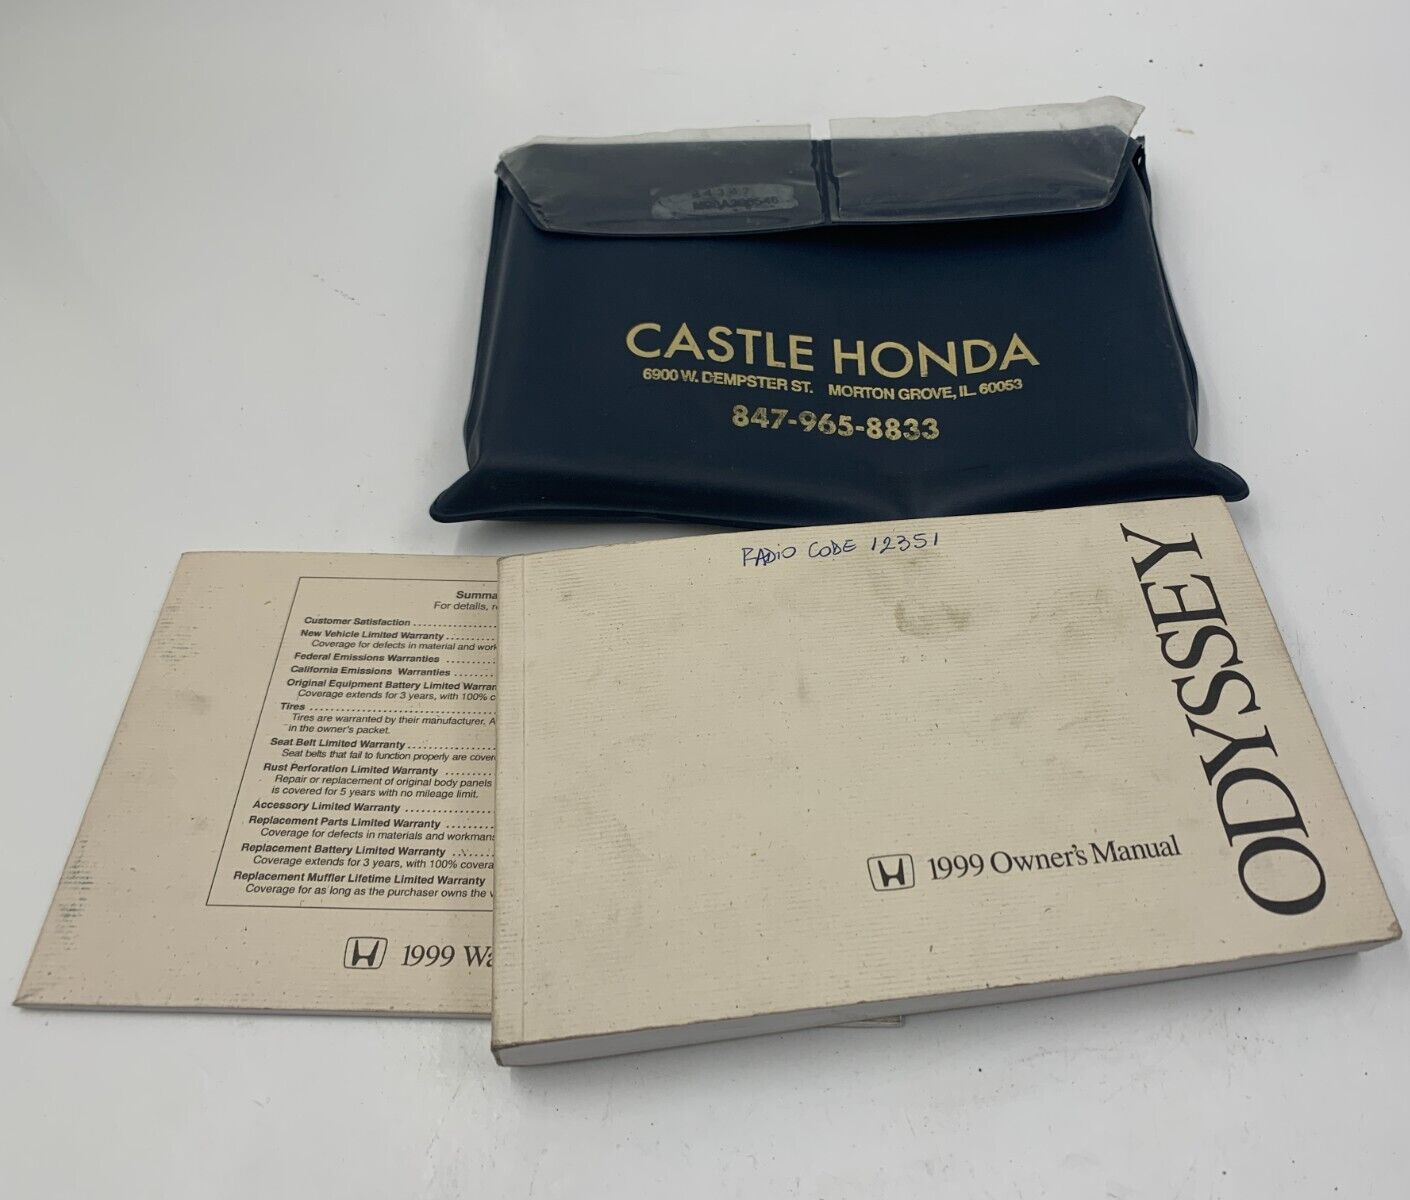 CASTLE HONDA
6900 W. DEMPSTER ST. MORTON GROVE, IL. 60053
847-965-8833
RADiO CODE 12351
ODYSSEY
1999 Owner's Manual
Summa
For details, r
Customer Satisfaction
New Vehicle Limited Warranty
Coverage for defects in material and work
Federal Emissions Warranties
California Emissions Warranties
Original Equipment Battery Limited Warran
Coverage extends for 3 years, with 100% c
Tires
Tires are warranted by their manufacturer. A
in the owner's packet.
Seat Belt Limited Warranty
Seat belts that fail to function properly are cover
Rust Perforation Limited Warranty
Repair or replacement of original body panels
is covered for 5 years with no mileage limit.
Accessory Limited Warranty
Replacement Parts Limited Warranty
Coverage for defects in materials and workmans
Replacement Battery Limited Warranty
Coverage extends for 3 years, with 100% covera
Replacement Muffler Lifetime Limited Warranty
Coverage for as long as the purchaser owns the v
1999 Wa